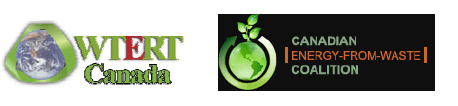 WTERT
Canada
CANADIAN
ENERGY-FROM-WASTE
COALITION